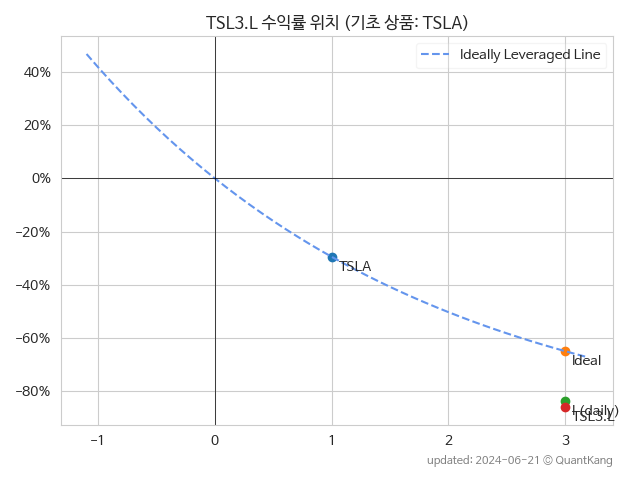 TSL3.L 수익률 위치 (기초 상품: TSLA)
Ideally Leveraged Line
40%
20%
0%
−20%
−40%
−60%
−80%
TSLA
Ideal
(daily)
TSL3.L
−1
0
1
2
3
updated: 2024-06-21 © QuantKang